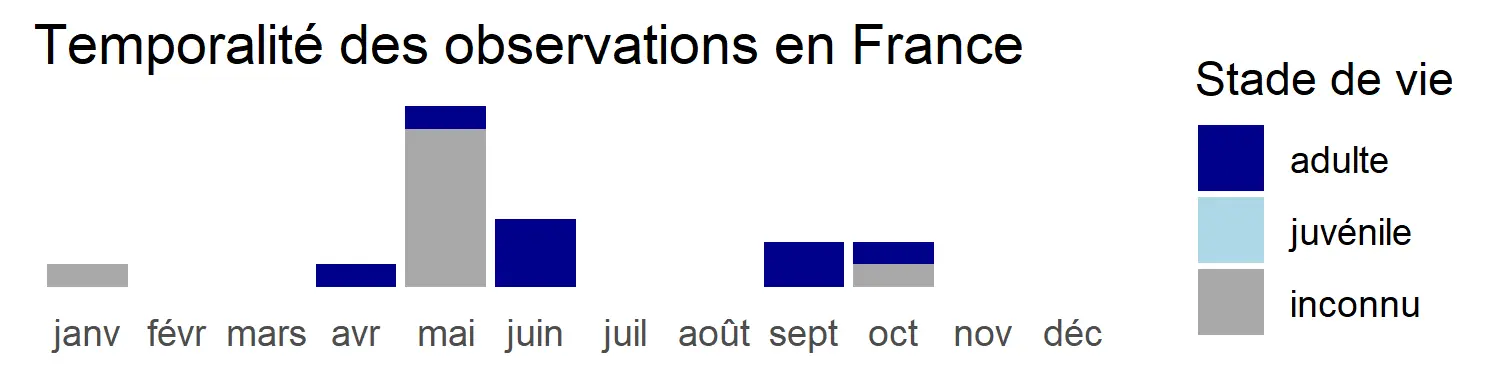 Temporalité des observations en France
Stade de vie
adulte
juvénile
inconnu
janv févr mars avr mai juin juil août sept oct nov déc